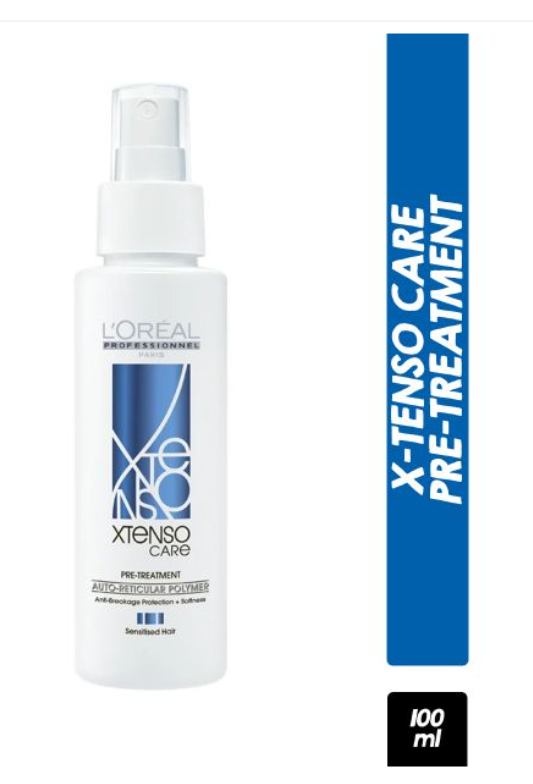 L'ORÉAL
PROFESSIONNEL
PARIS
XTENSO
XTENSO
CARE
PRE-TREATMENT
AUTO-RETICULAR POLYMER
Anti-Breakage Protection + Softness
Sensitised Hair
X-TENSO CARE
PRE-TREATMENT
100
ml